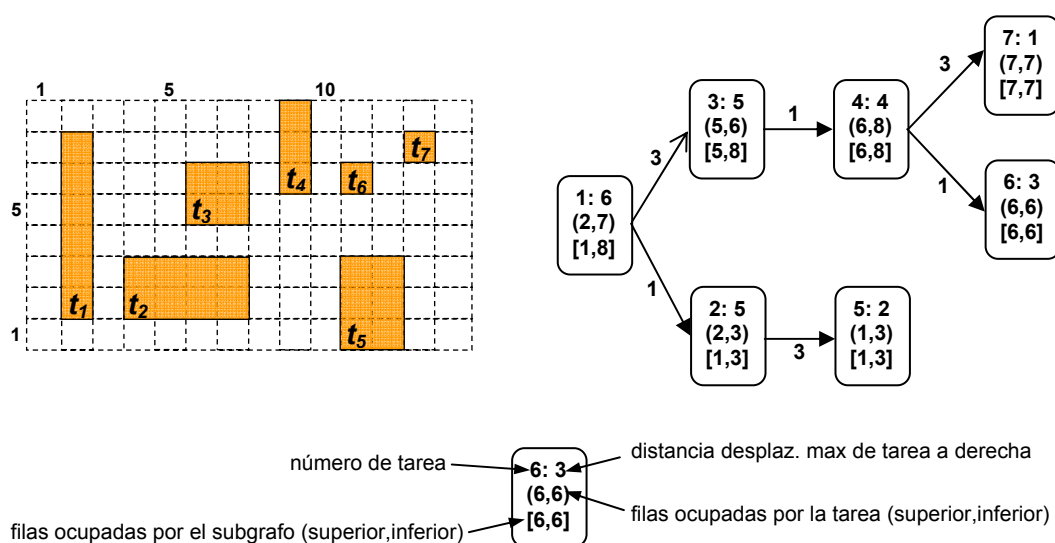 1 5 10
5
1
t1
t2
t3
t4
t5
t6
t7
1: 6
(2,7)
[1,8]
3
1
3: 5
(5,6)
[5,8]
1
4: 4
(6,8)
[6,8]
3
1
7: 1
(7,7)
[7,7]
6: 3
(6,6)
[6,6]
2: 5
(2,3)
[1,3]
3
5: 2
(1,3)
[1,3]
número de tarea
6: 3
(6,6)
[6,6]
distancia desplaz. max de tarea a derecha
filas ocupadas por el subgrafo (superior,inferior)
filas ocupadas por la tarea (superior,inferior)